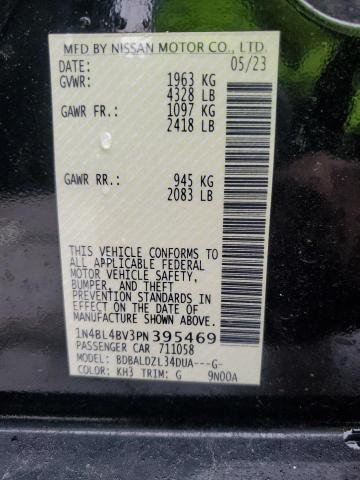 MFD BY NISSAN MOTOR CO., LTD.
DATE: 05/23
GVWR: 1963 KG
4328 LB
GAWR FR.: 1097 KG
2418 LB
GAWR RR.: 945 KG
2083 LB
THIS VEHICLE CONFORMS TO
ALL APPLICABLE FEDERAL
MOTOR VEHICLE SAFETY,
BUMPER, AND THEFT
PREVENTION STANDARDS IN
EFFECT ON THE DATE OF
MANUFACTURE SHOWN ABOVE.
1N4BL4BV3PN395469
PASSENGER CAR 711058
MODEL: BDBALDZL34DUA---G-
COLOR: KH3 TRIM: G 9N00A